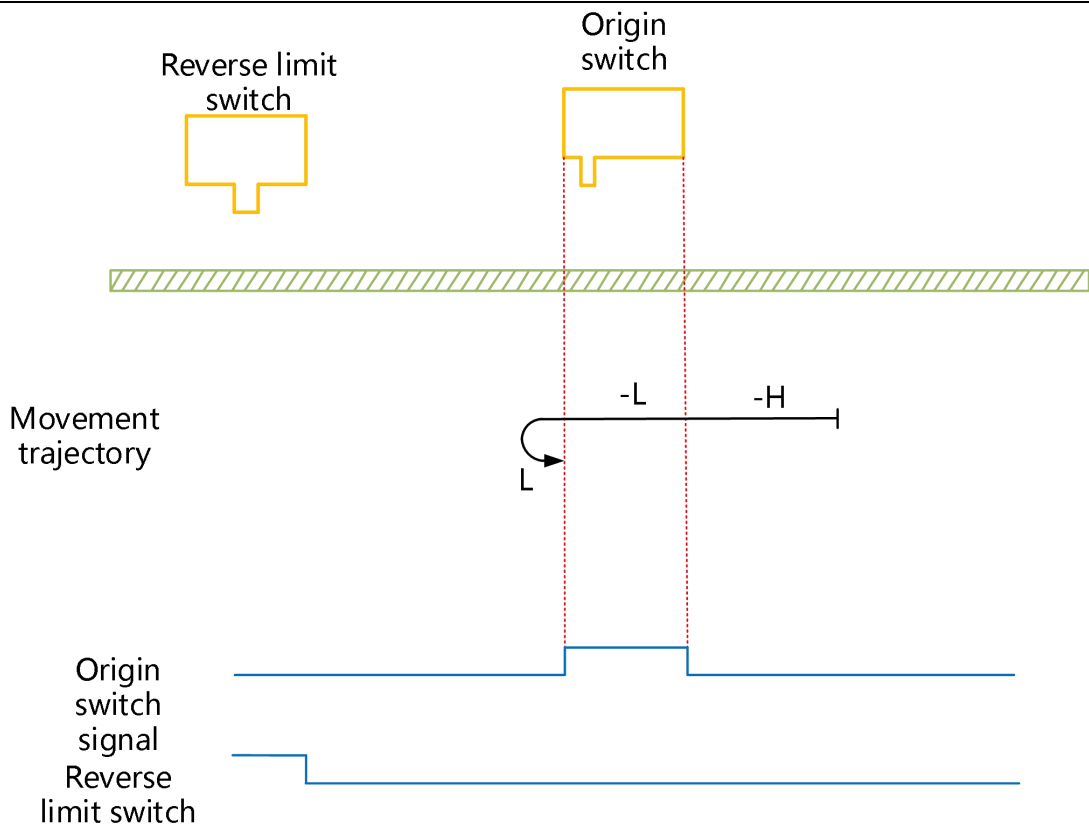 Origin
switch
Reverse limit
switch
-L
-H
Movement
trajectory
L
Origin
switch
signal
Reverse
limit switch